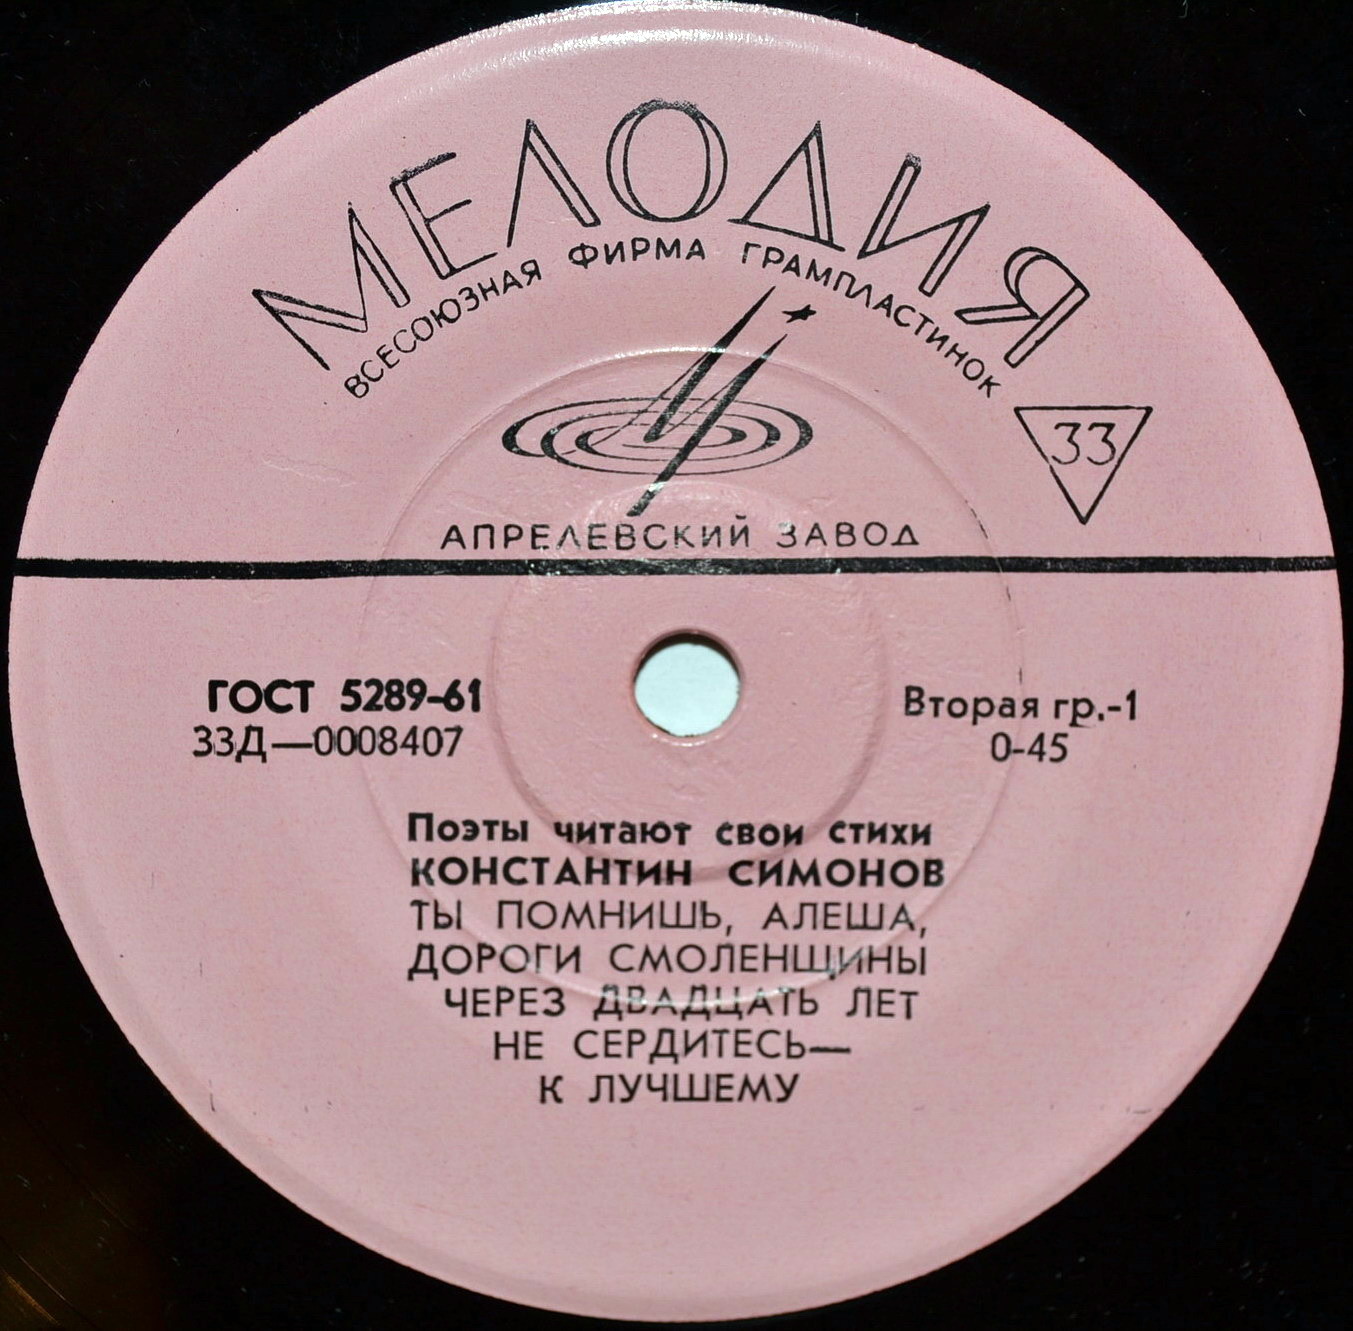 МЕЛОДИЯ
ВСЕСОЮЗНАЯ ФИРМА ГРАМПЛАСТИНОК
33
АПРЕЛЕВСКИЙ ЗАВОД
ГОСТ 5289-61
33Д—0008407
Вторая гр.-1
0-45
Поэты читают свои стихи
КОНСТАНТИН СИМОНОВ
ТЫ ПОМНИШЬ, АЛЕША,
ДОРОГИ СМОЛЕНЩИНЫ
ЧЕРЕЗ ДВАДЦАТЬ ЛЕТ
НЕ СЕРДИТЕСЬ—
К ЛУЧШЕМУ